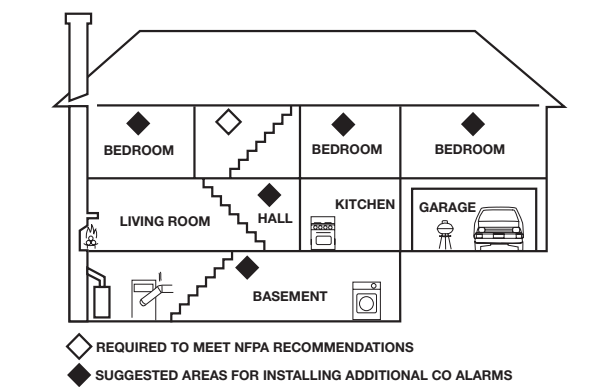 BEDROOM
BEDROOM
BEDROOM
LIVING ROOM
HALL
KITCHEN
GARAGE
BASEMENT
REQUIRED TO MEET NFPA RECOMMENDATIONS
SUGGESTED AREAS FOR INSTALLING ADDITIONAL CO ALARMS